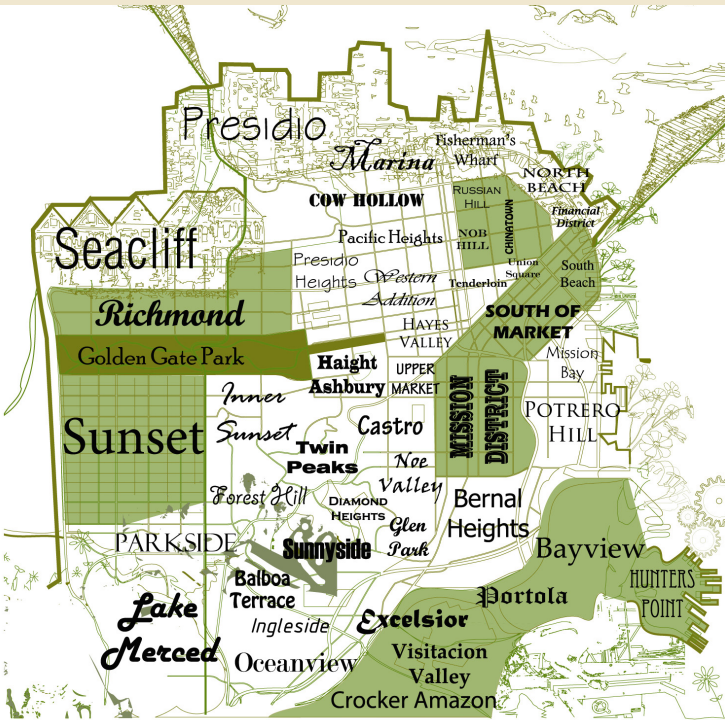 Presidio
Marina
Fisherman's
Wharf
NORTH
BEACH
COW HOLLOW
RUSSIAN
HILL
CHINATOWN
Financial
District
Seacliff
Pacific Heights
NOB
HILL
Presidio
Heights
Western
Addition
Union
Square
Tenderloin
South
Beach
Richmond
HAYES
VALLEY
SOUTH OF
MARKET
Golden Gate Park
Haight
Ashbury
UPPER
MARKET
Mission
Bay
Inner
Sunset
Sunset
Castro
MISSION
DISTRICT
POTRERO
HILL
Twin
Peaks
Noe
Valley
Forest Hill
DIAMOND
HEIGHTS
Bernal
Heights
Glen
Park
PARKSIDE
Sunnyside
Bayview
HUNTERS
POINT
Balboa
Terrace
Lake
Merced
Ingleside
Excelsior
Portola
Oceanview
Visitacion
Valley
Crocker Amazon